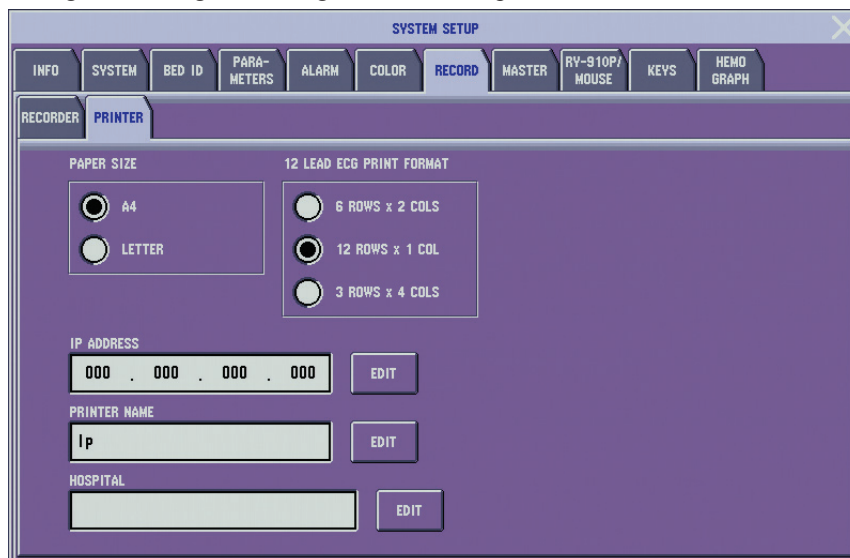 SYSTEM SETUP
INFO SYSTEM BED ID PARA-METERS ALARM COLOR RECORD MASTER RY-910P/MOUSE KEYS HEMO GRAPH
RECORDER PRINTER
PAPER SIZE 12 LEAD ECG PRINT FORMAT
A4 6 ROWS x 2 COLS
LETTER 12 ROWS x 1 COL
3 ROWS x 4 COLS
IP ADDRESS
000 . 000 . 000 . 000 EDIT
PRINTER NAME
lp EDIT
HOSPITAL
EDIT